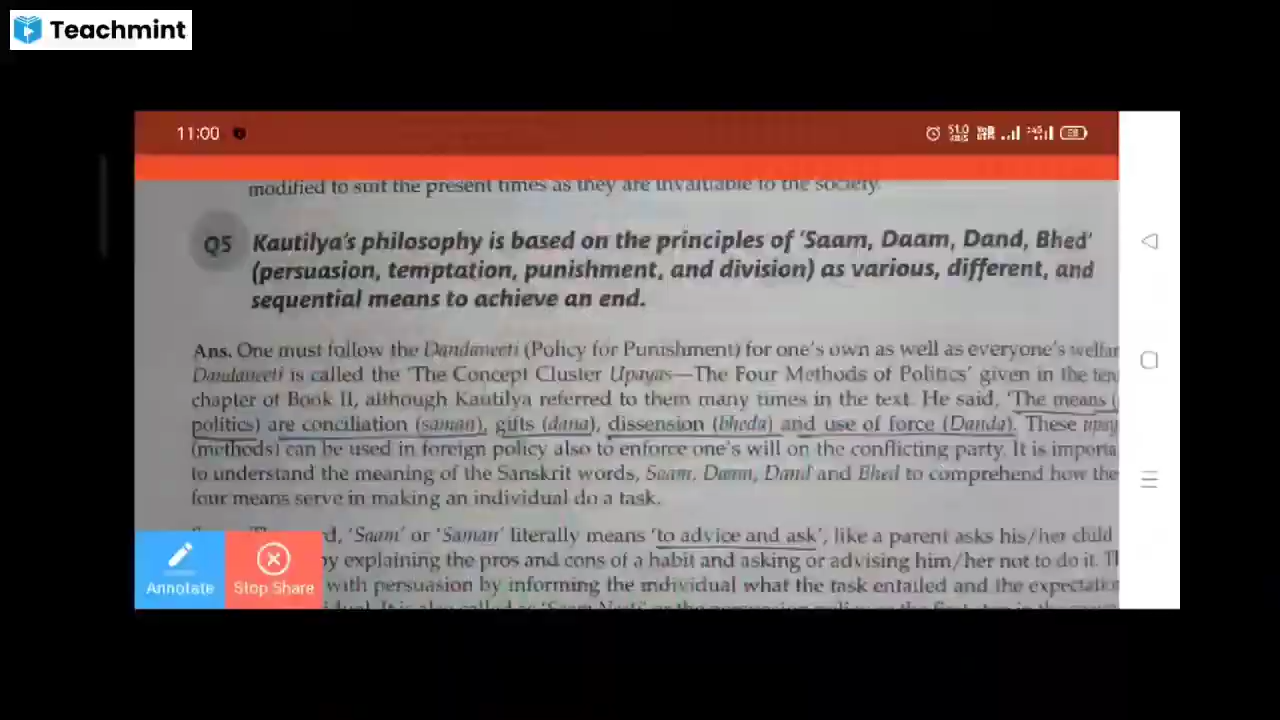 Teachmint
11:00
modified to suit the present times as they are invaluable to the society.
Q5 Kautilya's philosophy is based on the principles of 'Saam, Daam, Dand, Bhed'
(persuasion, temptation, punishment, and division) as various, different, and
sequential means to achieve an end.
Ans. One must follow the Dandaneeti (Policy for Punishment) for one's own as well as everyone's welfar
Dandaneeti is called the 'The Concept Cluster Upayas—The Four Methods of Politics' given in the ten
chapter of Book II, although Kautilya referred to them many times in the text. He said, 'The means (
politics) are conciliation (saman), gifts (dana), dissension (bheda) and use of force (Danda). These upay
(methods) can be used in foreign policy also to enforce one's will on the conflicting party. It is importa
to understand the meaning of the Sanskrit words, Saam, Daam, Dand and Bhed to comprehend how the
four means serve in making an individual do a task.
'Saam' or 'Saman' literally means 'to advice and ask', like a parent asks his/her child
by explaining the pros and cons of a habit and asking or advising him/her not to do it. Th
with persuasion by informing the individual what the task entailed and the expectation
Annotate
Stop Share